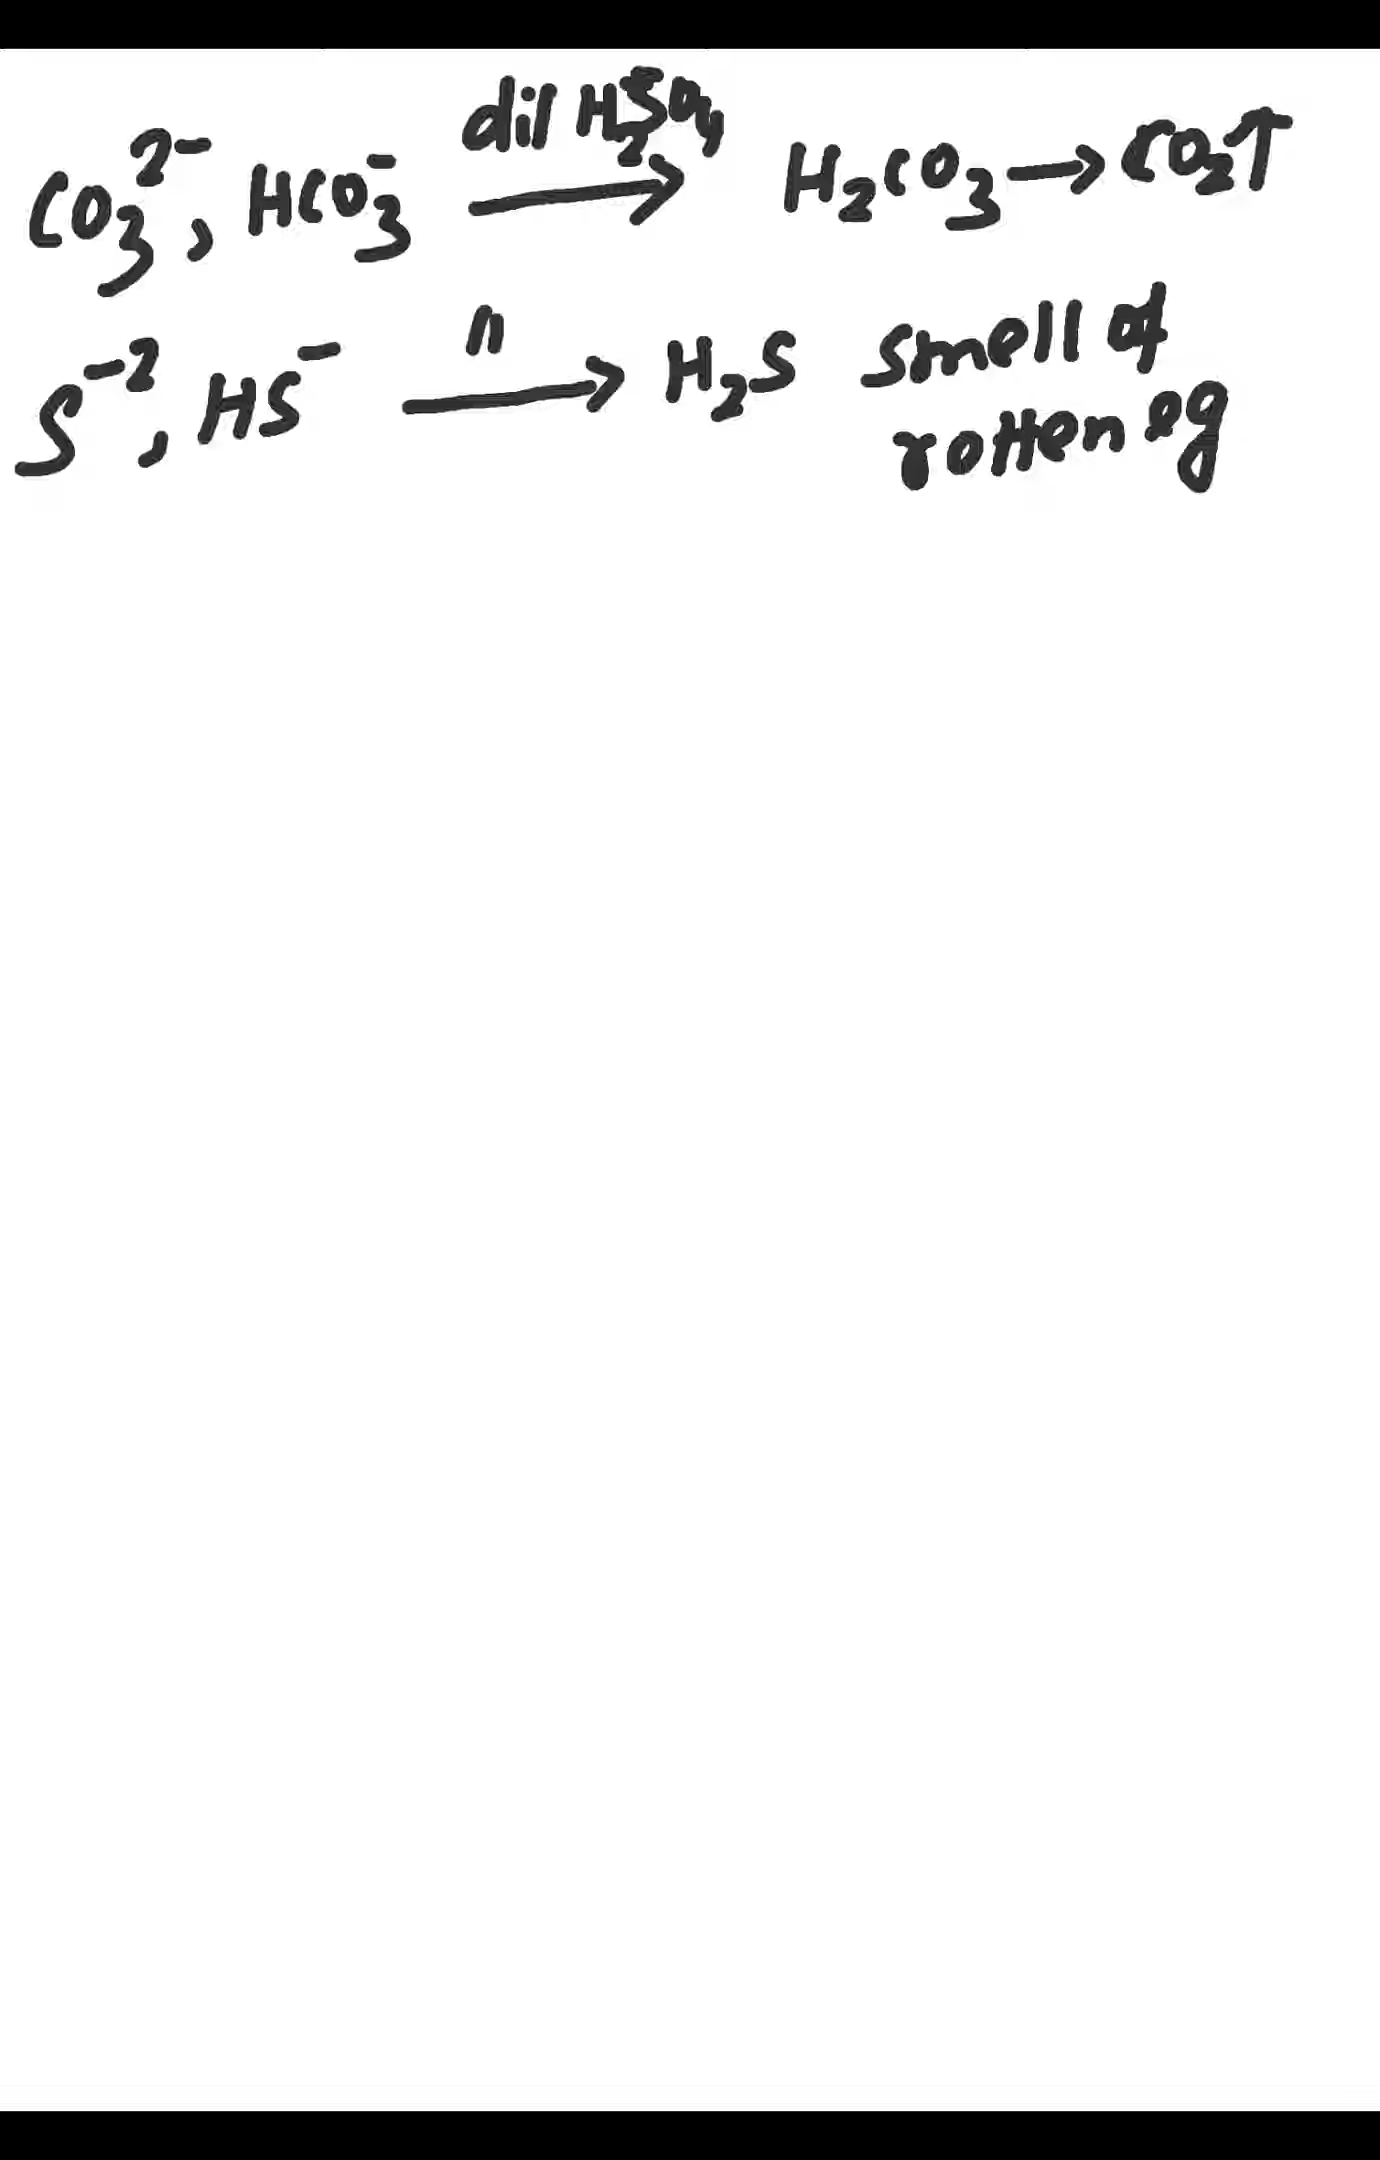 CO₃²⁻, HCO₃⁻ dil H₂SO₄ → H₂CO₃ → CO₂↑
S⁻², HS⁻〃→ H₂S smell of
rotten eg